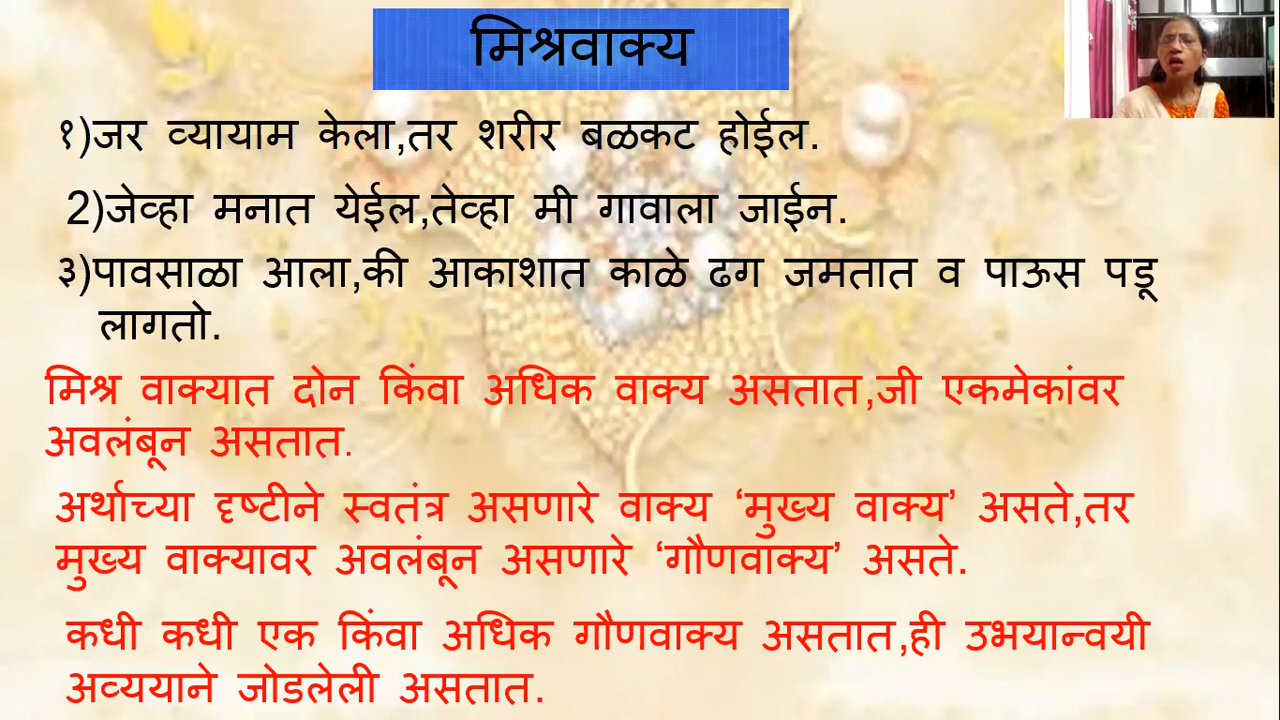 मिश्रवाक्य
१)जर व्यायाम केला,तर शरीर बळकट होईल.
2)जेव्हा मनात येईल,तेव्हा मी गावाला जाईन.
३)पावसाळा आला,की आकाशात काळे ढग जमतात व पाऊस पडू
लागतो.
मिश्र वाक्यात दोन किंवा अधिक वाक्य असतात,जी एकमेकांवर
अवलंबून असतात.
अर्थाच्या दृष्टीने स्वतंत्र असणारे वाक्य ‘मुख्य वाक्य’ असते,तर
मुख्य वाक्यावर अवलंबून असणारे ‘गौणवाक्य’ असते.
कधी कधी एक किंवा अधिक गौणवाक्य असतात,ही उभयान्वयी
अव्ययाने जोडलेली असतात.